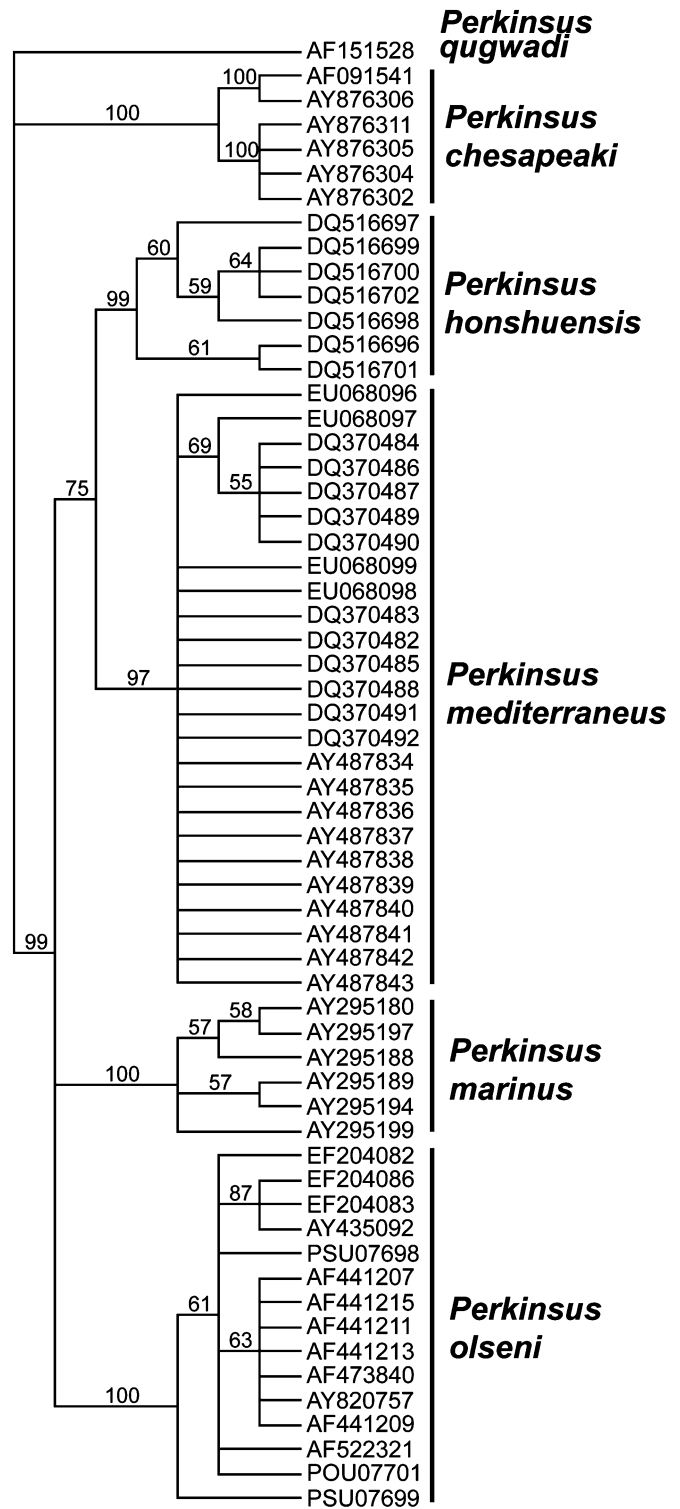 Perkinsus
qugwadi
AF151528
100
AF091541
AY876306
100
Perkinsus
chesapeaki
AY876311
100
AY876305
AY876304
AY876302
DQ516697
60
DQ516699
64
DQ516700
59
DQ516702
DQ516698
99
Perkinsus
honshuensis
DQ516696
61
DQ516701
EU068096
EU068097
69
DQ370484
DQ370486
55
DQ370487
75
DQ370489
DQ370490
EU068099
EU068098
DQ370483
DQ370482
DQ370485
97
DQ370488
Perkinsus
mediterraneus
DQ370491
DQ370492
AY487834
AY487835
AY487836
AY487837
AY487838
AY487839
AY487840
AY487841
99
AY487842
AY487843
AY295180
58
AY295197
57
AY295188
Perkinsus
marinus
100
AY295189
57
AY295194
AY295199
EF204082
EF204086
87
EF204083
AY435092
PSU07698
AF441207
61
AF441215
AF441211
Perkinsus
olseni
63
AF441213
AF473840
100
AY820757
AF441209
AF522321
POU07701
PSU07699